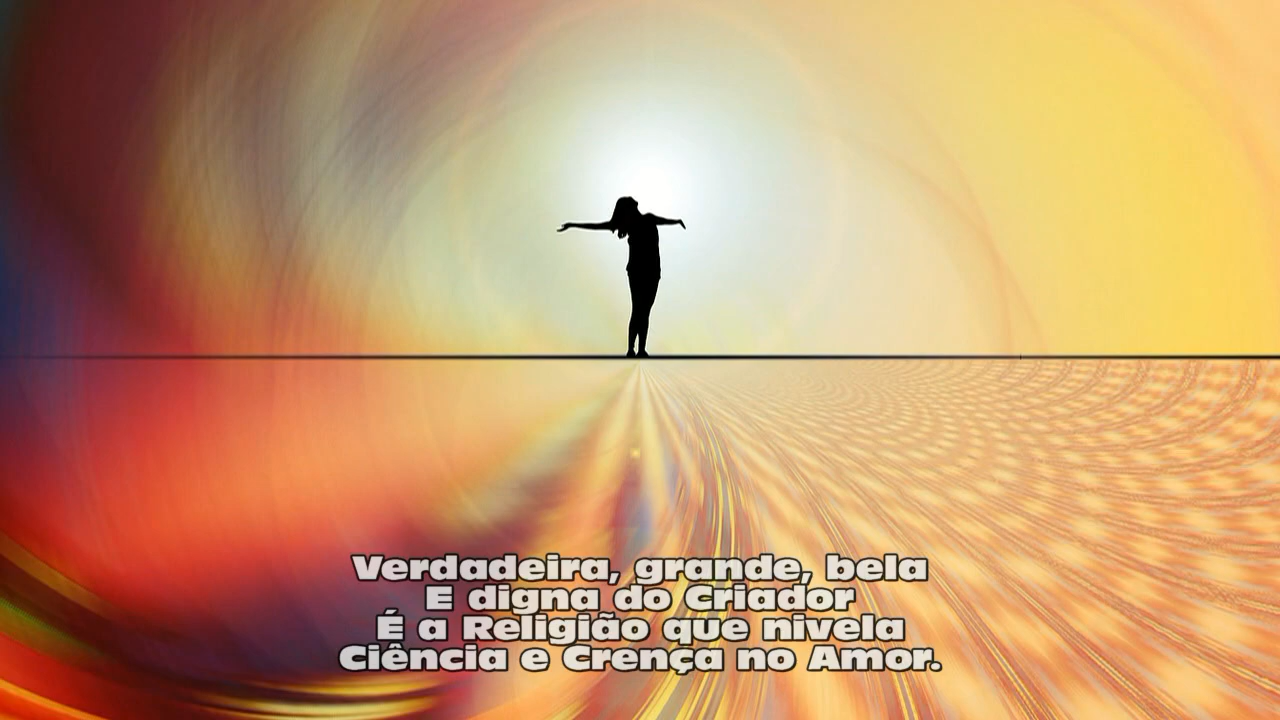 Verdadeira, grande, bela
E digna do Criador
É a Religião que nivela
Ciência e Crença no Amor.